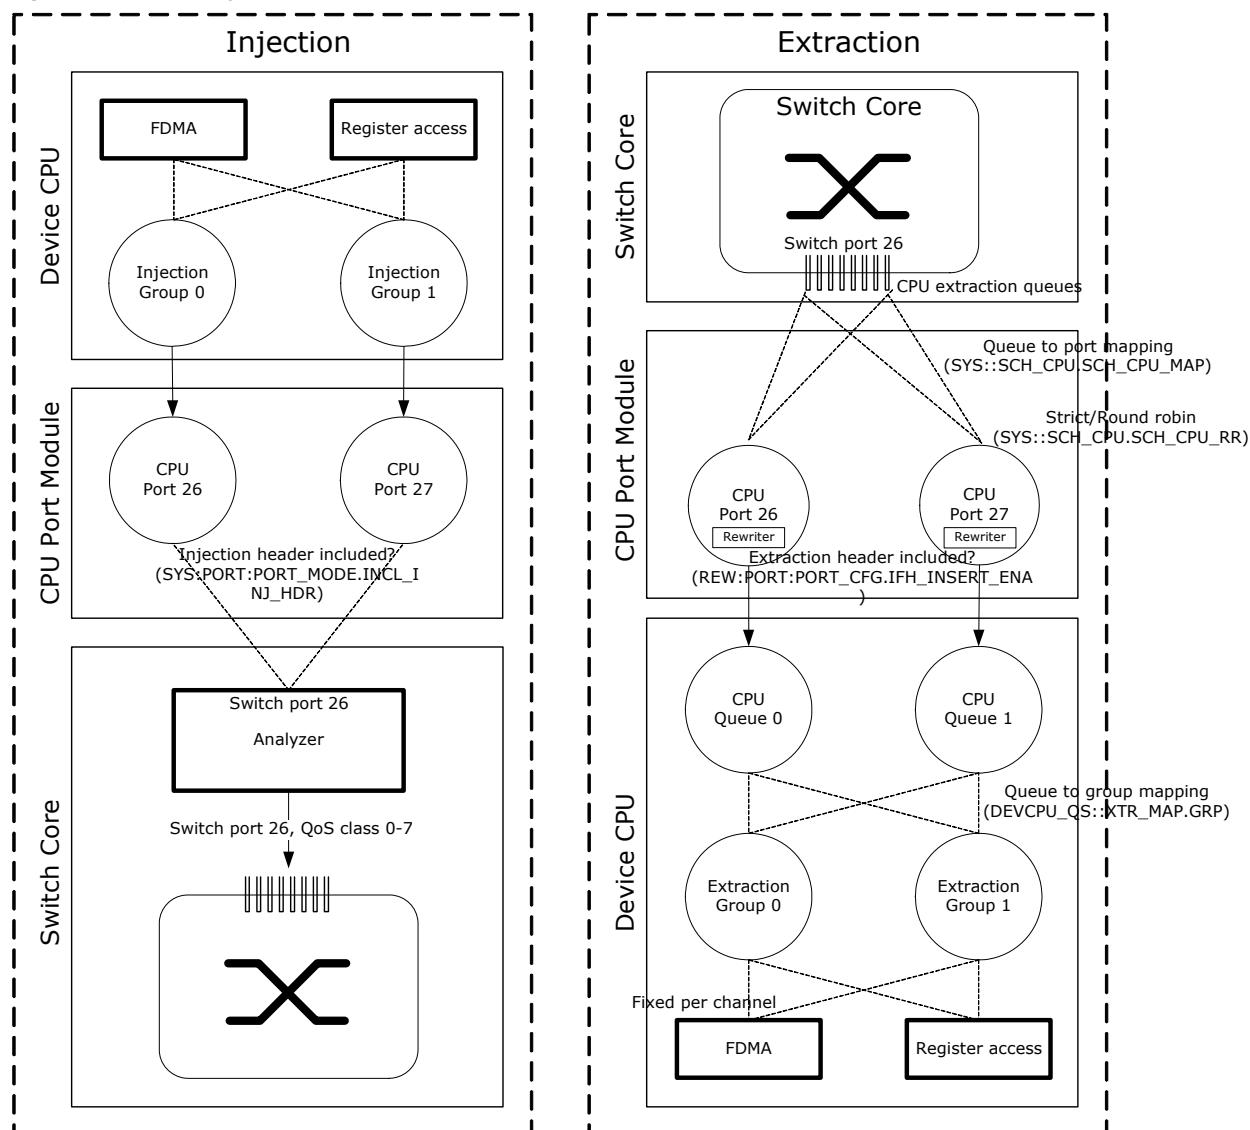 Injection
Device CPU
FDMA
Register access
Injection
Group 0
Injection
Group 1
CPU Port Module
CPU
Port 26
CPU
Port 27
Injection header included?
(SYS:PORT:PORT_MODE.INCL_I
NJ_HDR)
Switch Core
Switch port 26
Analyzer
Switch port 26, QoS class 0-7
Extraction
Switch Core
Switch Core
Switch port 26
CPU extraction queues
CPU Port Module
Queue to port mapping
(SYS::SCH_CPU.SCH_CPU_MAP)
Strict/Round robin
(SYS::SCH_CPU.SCH_CPU_RR)
CPU
Port 26
Rewriter
CPU
Port 27
Rewriter
Extraction header included?
(REW:PORT:PORT_CFG.IFH_INSERT_ENA
)
Device CPU
CPU
Queue 0
CPU
Queue 1
Queue to group mapping
(DEVCPU_QS::XTR_MAP.GRP)
Extraction
Group 0
Extraction
Group 1
Fixed per channel
FDMA
Register access